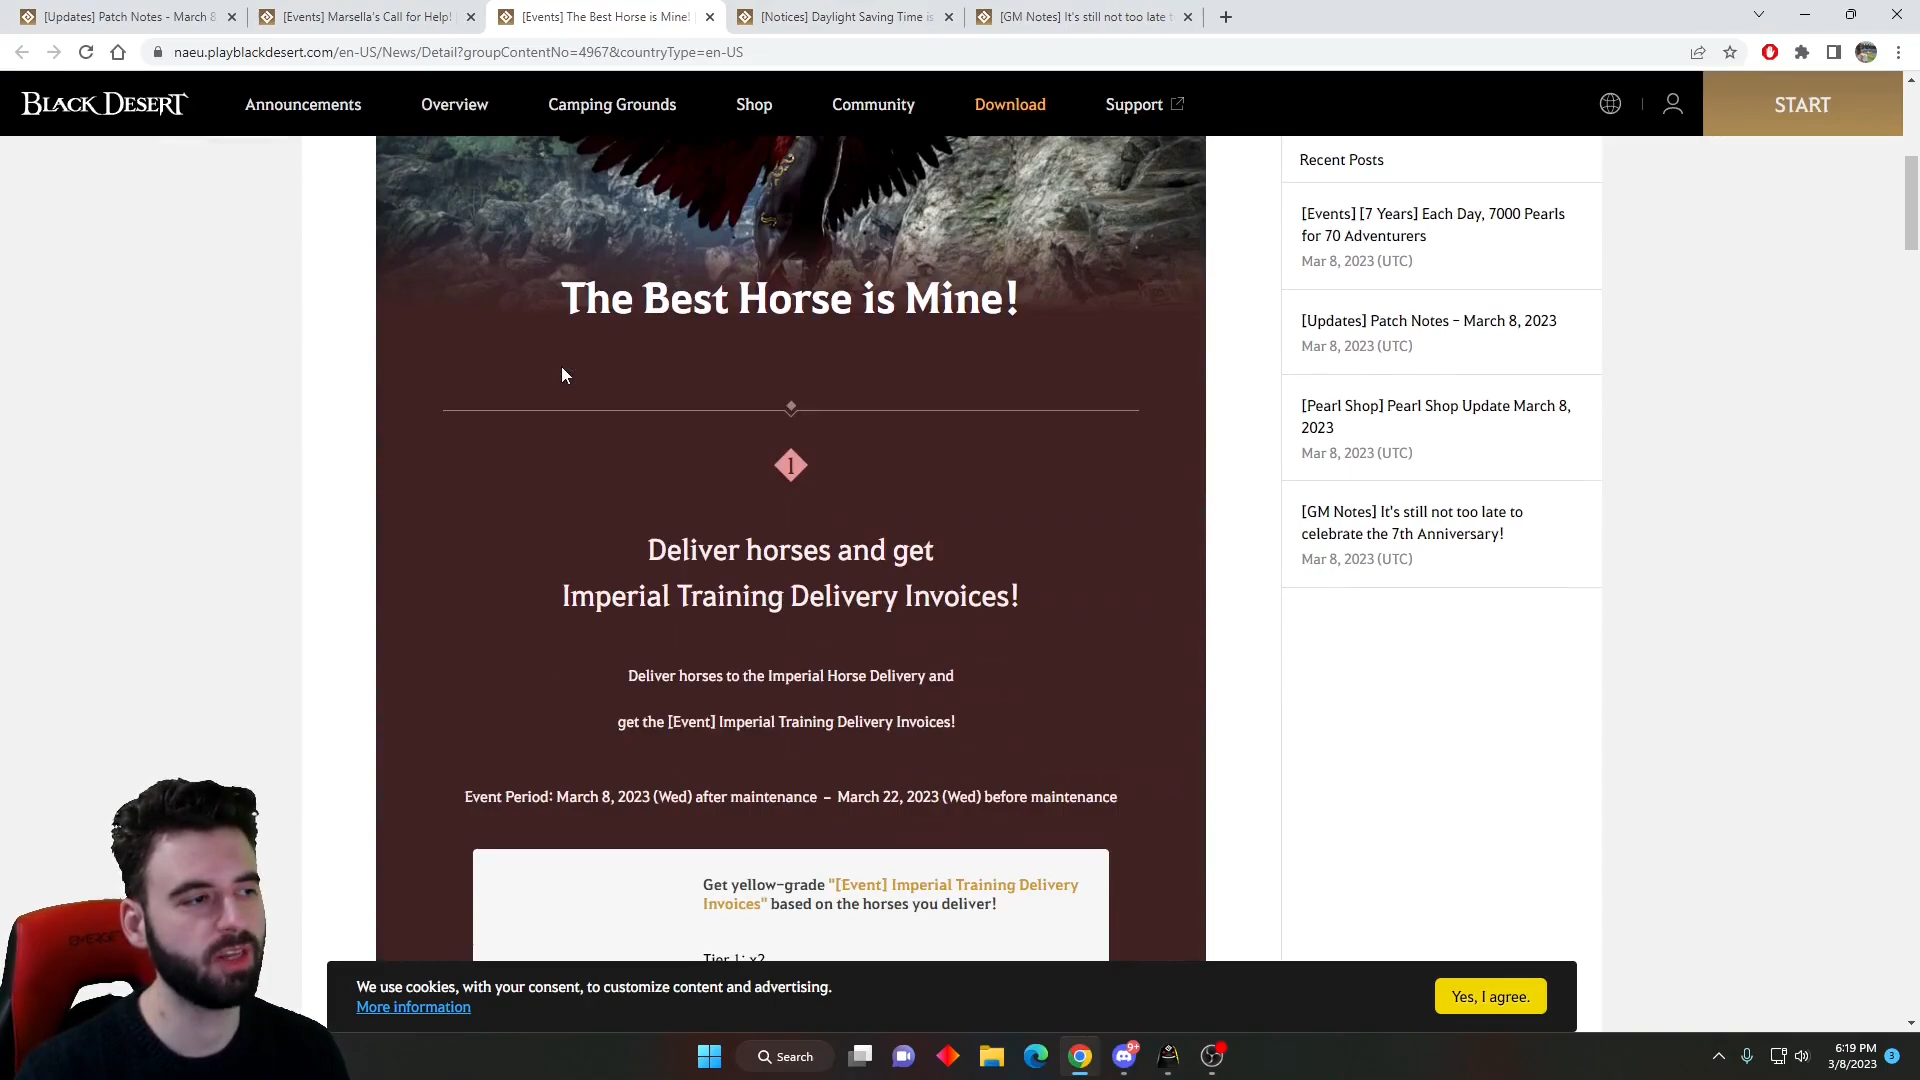 [Updates] Patch Notes - March 8
[Events] Marsella's Call for Help!
[Events] The Best Horse is Mine!
[Notices] Daylight Saving Time is
[GM Notes] It's still not too late t
naeu.playblackdesert.com/en-US/News/Detail?groupContentNo=4967&countryType=en-US
BLACK DESERT
Announcements
Overview
Camping Grounds
Shop
Community
Download
Support
START
The Best Horse is Mine!
1
Deliver horses and get
Imperial Training Delivery Invoices!
Deliver horses to the Imperial Horse Delivery and
get the [Event] Imperial Training Delivery Invoices!
Event Period: March 8, 2023 (Wed) after maintenance – March 22, 2023 (Wed) before maintenance
Get yellow-grade "[Event] Imperial Training Delivery
Invoices" based on the horses you deliver!
Tier 1: x2
Recent Posts
[Events] [7 Years] Each Day, 7000 Pearls
for 70 Adventurers
Mar 8, 2023 (UTC)
[Updates] Patch Notes - March 8, 2023
Mar 8, 2023 (UTC)
[Pearl Shop] Pearl Shop Update March 8,
2023
Mar 8, 2023 (UTC)
[GM Notes] It's still not too late to
celebrate the 7th Anniversary!
Mar 8, 2023 (UTC)
We use cookies, with your consent, to customize content and advertising.
More information
Yes, I agree.
Search
9+
6:19 PM
3/8/2023
3